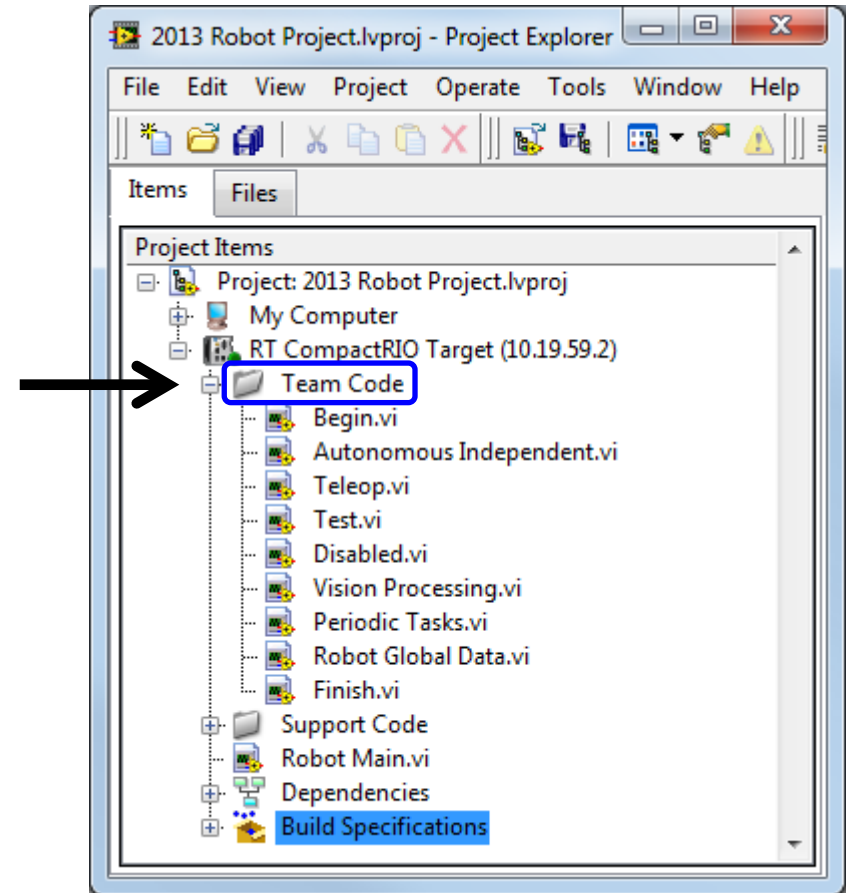 2013 Robot Project.lvproj - Project Explorer
File Edit View Project Operate Tools Window Help
Items Files
Project Items
Project: 2013 Robot Project.lvproj
My Computer
RT CompactRIO Target (10.19.59.2)
Team Code
Begin.vi
Autonomous Independent.vi
Teleop.vi
Test.vi
Disabled.vi
Vision Processing.vi
Periodic Tasks.vi
Robot Global Data.vi
Finish.vi
Support Code
Robot Main.vi
Dependencies
Build Specifications